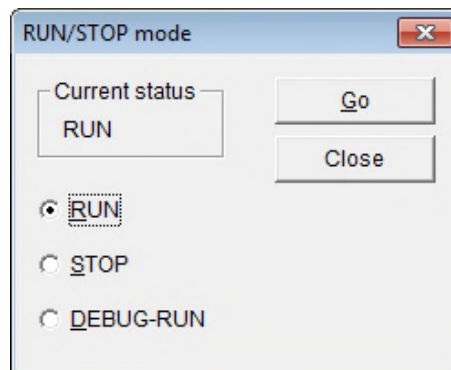 RUN/STOP mode
Current status
RUN
Go
Close
RUN
STOP
DEBUG-RUN